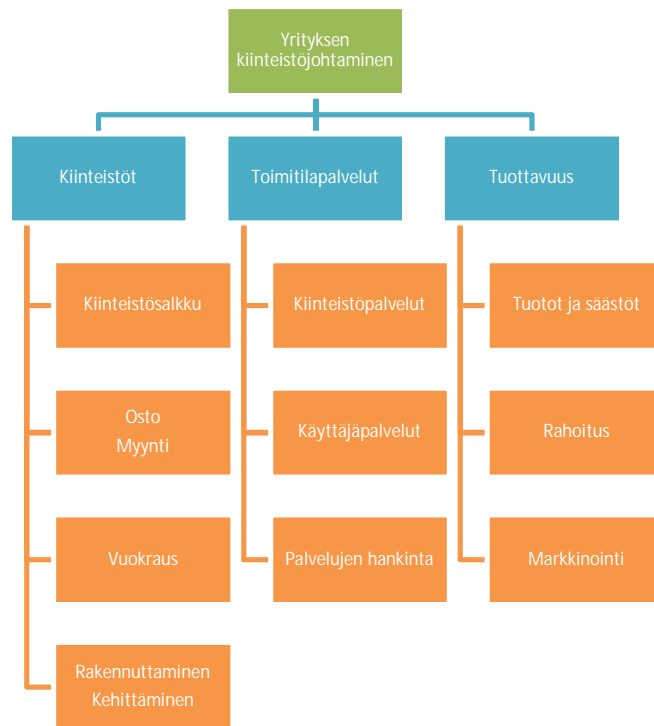 Yrityksen
kiinteistöjohtaminen
Kiinteistöt
Toimitilapalvelut
Tuottavuus
Kiinteistösalkku
Kiinteistöpalvelut
Tuotot ja säästöt
Osto
Myynti
Käyttäjäpalvelut
Rahoitus
Vuokraus
Palvelujen hankinta
Markkinointi
Rakennuttaminen
Kehittäminen